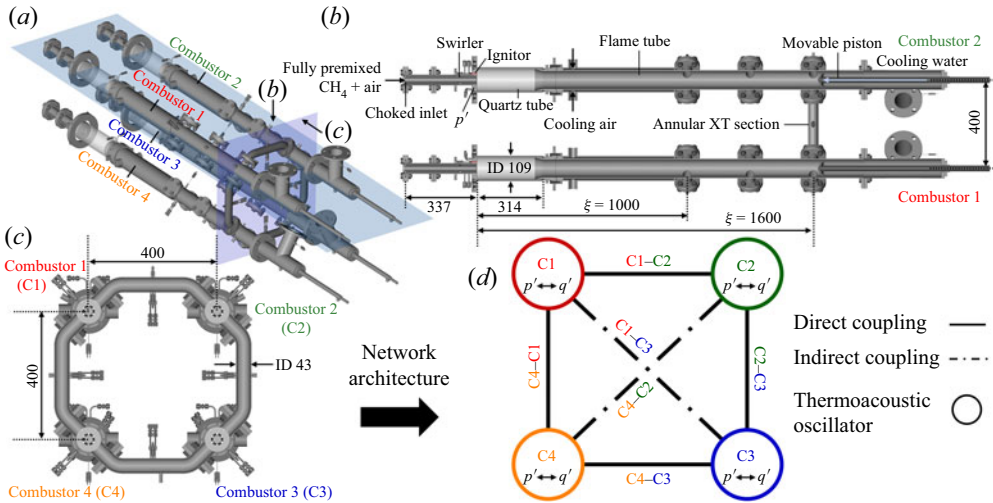 (a)
Combustor 2
Combustor 1
Combustor 3
Combustor 4
(b)
(c)
(b)
Swirler
Ignitor
Flame tube
Movable piston
Combustor 2
Cooling water
Fully premixed
CH4 + air
Choked inlet
p′
Quartz tube
Cooling air
Annular XT section
400
ID 109
Combustor 1
337
314
ξ = 1000
ξ = 1600
(c)
400
Combustor 1
(C1)
Combustor 2
(C2)
400
ID 43
Combustor 4 (C4)
Combustor 3 (C3)
Network
architecture
(d)
C1
p′ ↔ q′
C1–C2
C2
p′ ↔ q′
C1–C3
C4–C1
C2–C3
C4–C2
C4
p′ ↔ q′
C4–C3
C3
p′ ↔ q′
Direct coupling
Indirect coupling
Thermoacoustic
oscillator